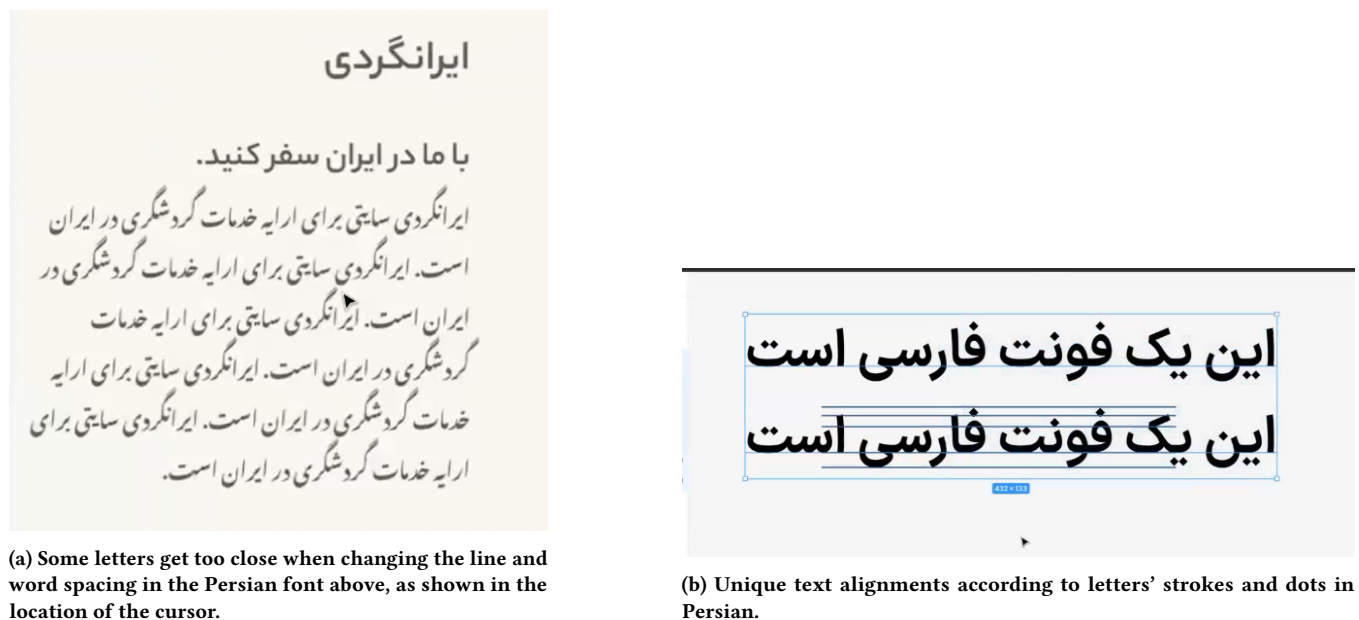 ایرانگردی
با ما در ایران سفر کنید.
ایرانگردی سایتی برای ارایه خدمات گردشگری در ایران
است. ایرانگردی سایتی برای ارایه خدمات گردشگری در
ایران است. ایرانگردی سایتی برای ارایه خدمات
گردشگری در ایران است. ایرانگردی سایتی برای ارایه
خدمات گردشگری در ایران است. ایرانگردی سایتی برای
ارایه خدمات گردشگری در ایران است.
(a) Some letters get too close when changing the line and
word spacing in the Persian font above, as shown in the
location of the cursor.
این یک فونت فارسی است
این یک فونت فارسی است
432 × 133
(b) Unique text alignments according to letters’ strokes and dots in
Persian.